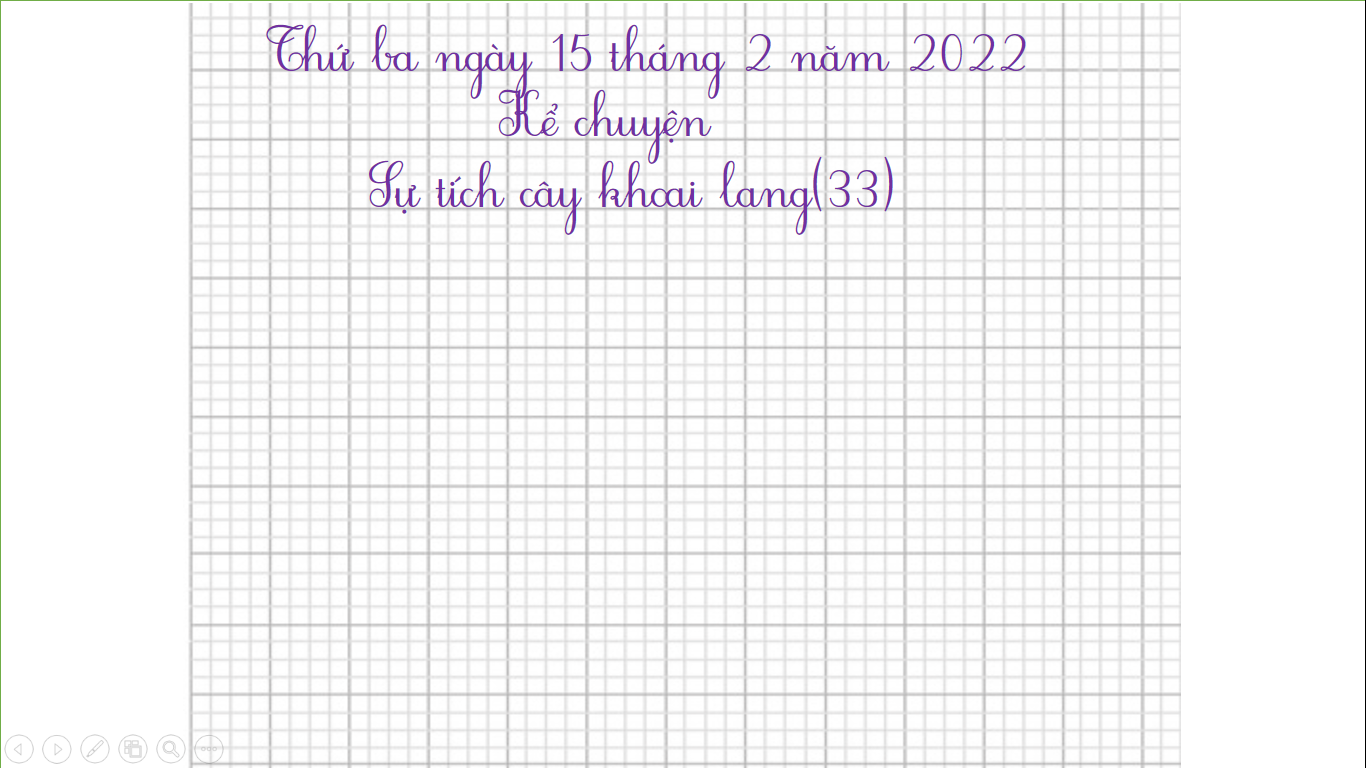 Thứ ba ngày 15 tháng 2 năm 2022
Kể chuyện
Sự tích cây khoai lang(33)